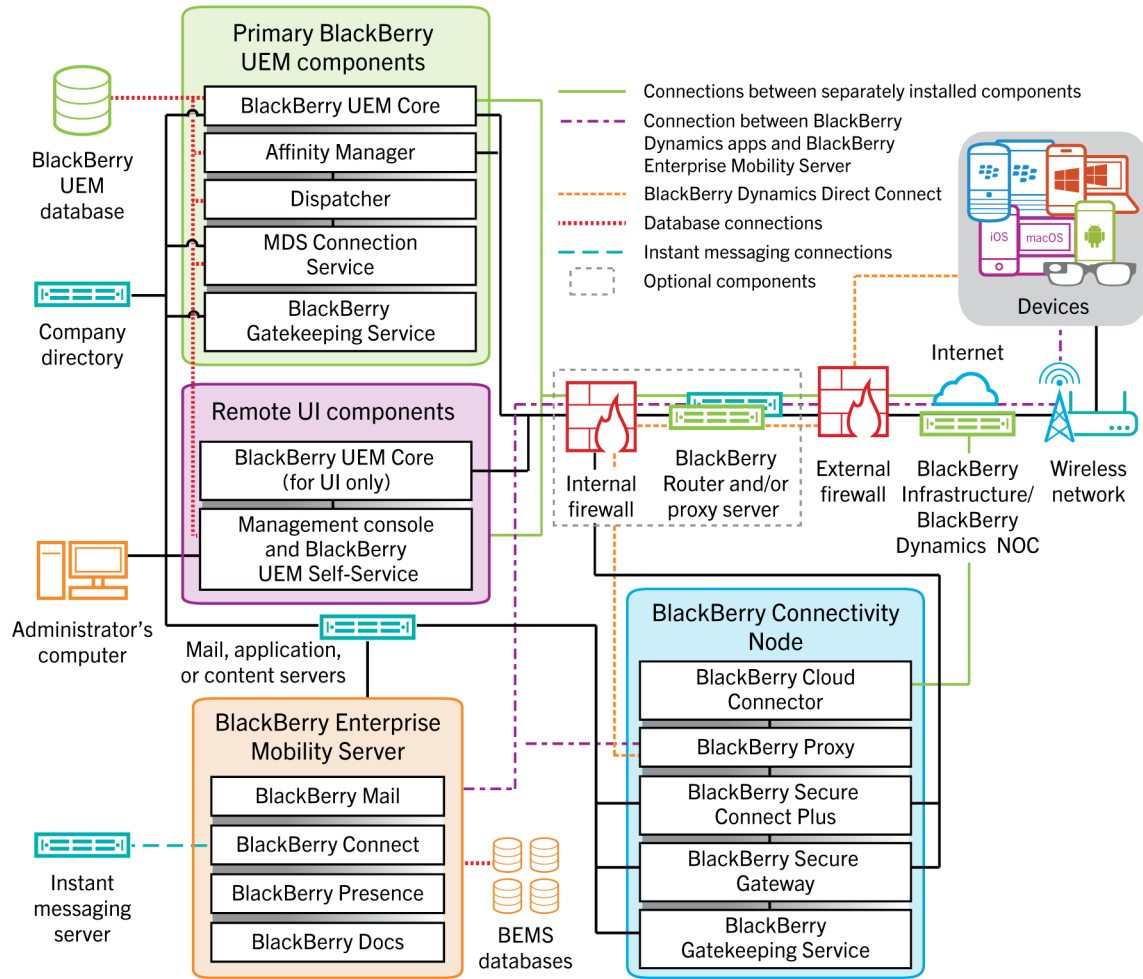 Primary BlackBerry
UEM components
BlackBerry UEM Core
Affinity Manager
Dispatcher
MDS Connection
Service
BlackBerry
Gatekeeping Service
BlackBerry
UEM
database
Company
directory
Connections between separately installed components
Connection between BlackBerry
Dynamics apps and BlackBerry
Enterprise Mobility Server
BlackBerry Dynamics Direct Connect
Database connections
Instant messaging connections
Optional components
iOS
macOS
Devices
Internet
Remote UI components
BlackBerry UEM Core
(for UI only)
Management console
and BlackBerry
UEM Self-Service
Internal
firewall
BlackBerry
Router and/or
proxy server
External
firewall
BlackBerry
Infrastructure/
BlackBerry
Dynamics NOC
Wireless
network
Administrator's
computer
Mail, application,
or content servers
BlackBerry Enterprise
Mobility Server
BlackBerry Mail
BlackBerry Connect
BlackBerry Presence
BlackBerry Docs
Instant
messaging
server
BEMS
databases
BlackBerry Connectivity
Node
BlackBerry Cloud
Connector
BlackBerry Proxy
BlackBerry Secure
Connect Plus
BlackBerry Secure
Gateway
BlackBerry
Gatekeeping Service